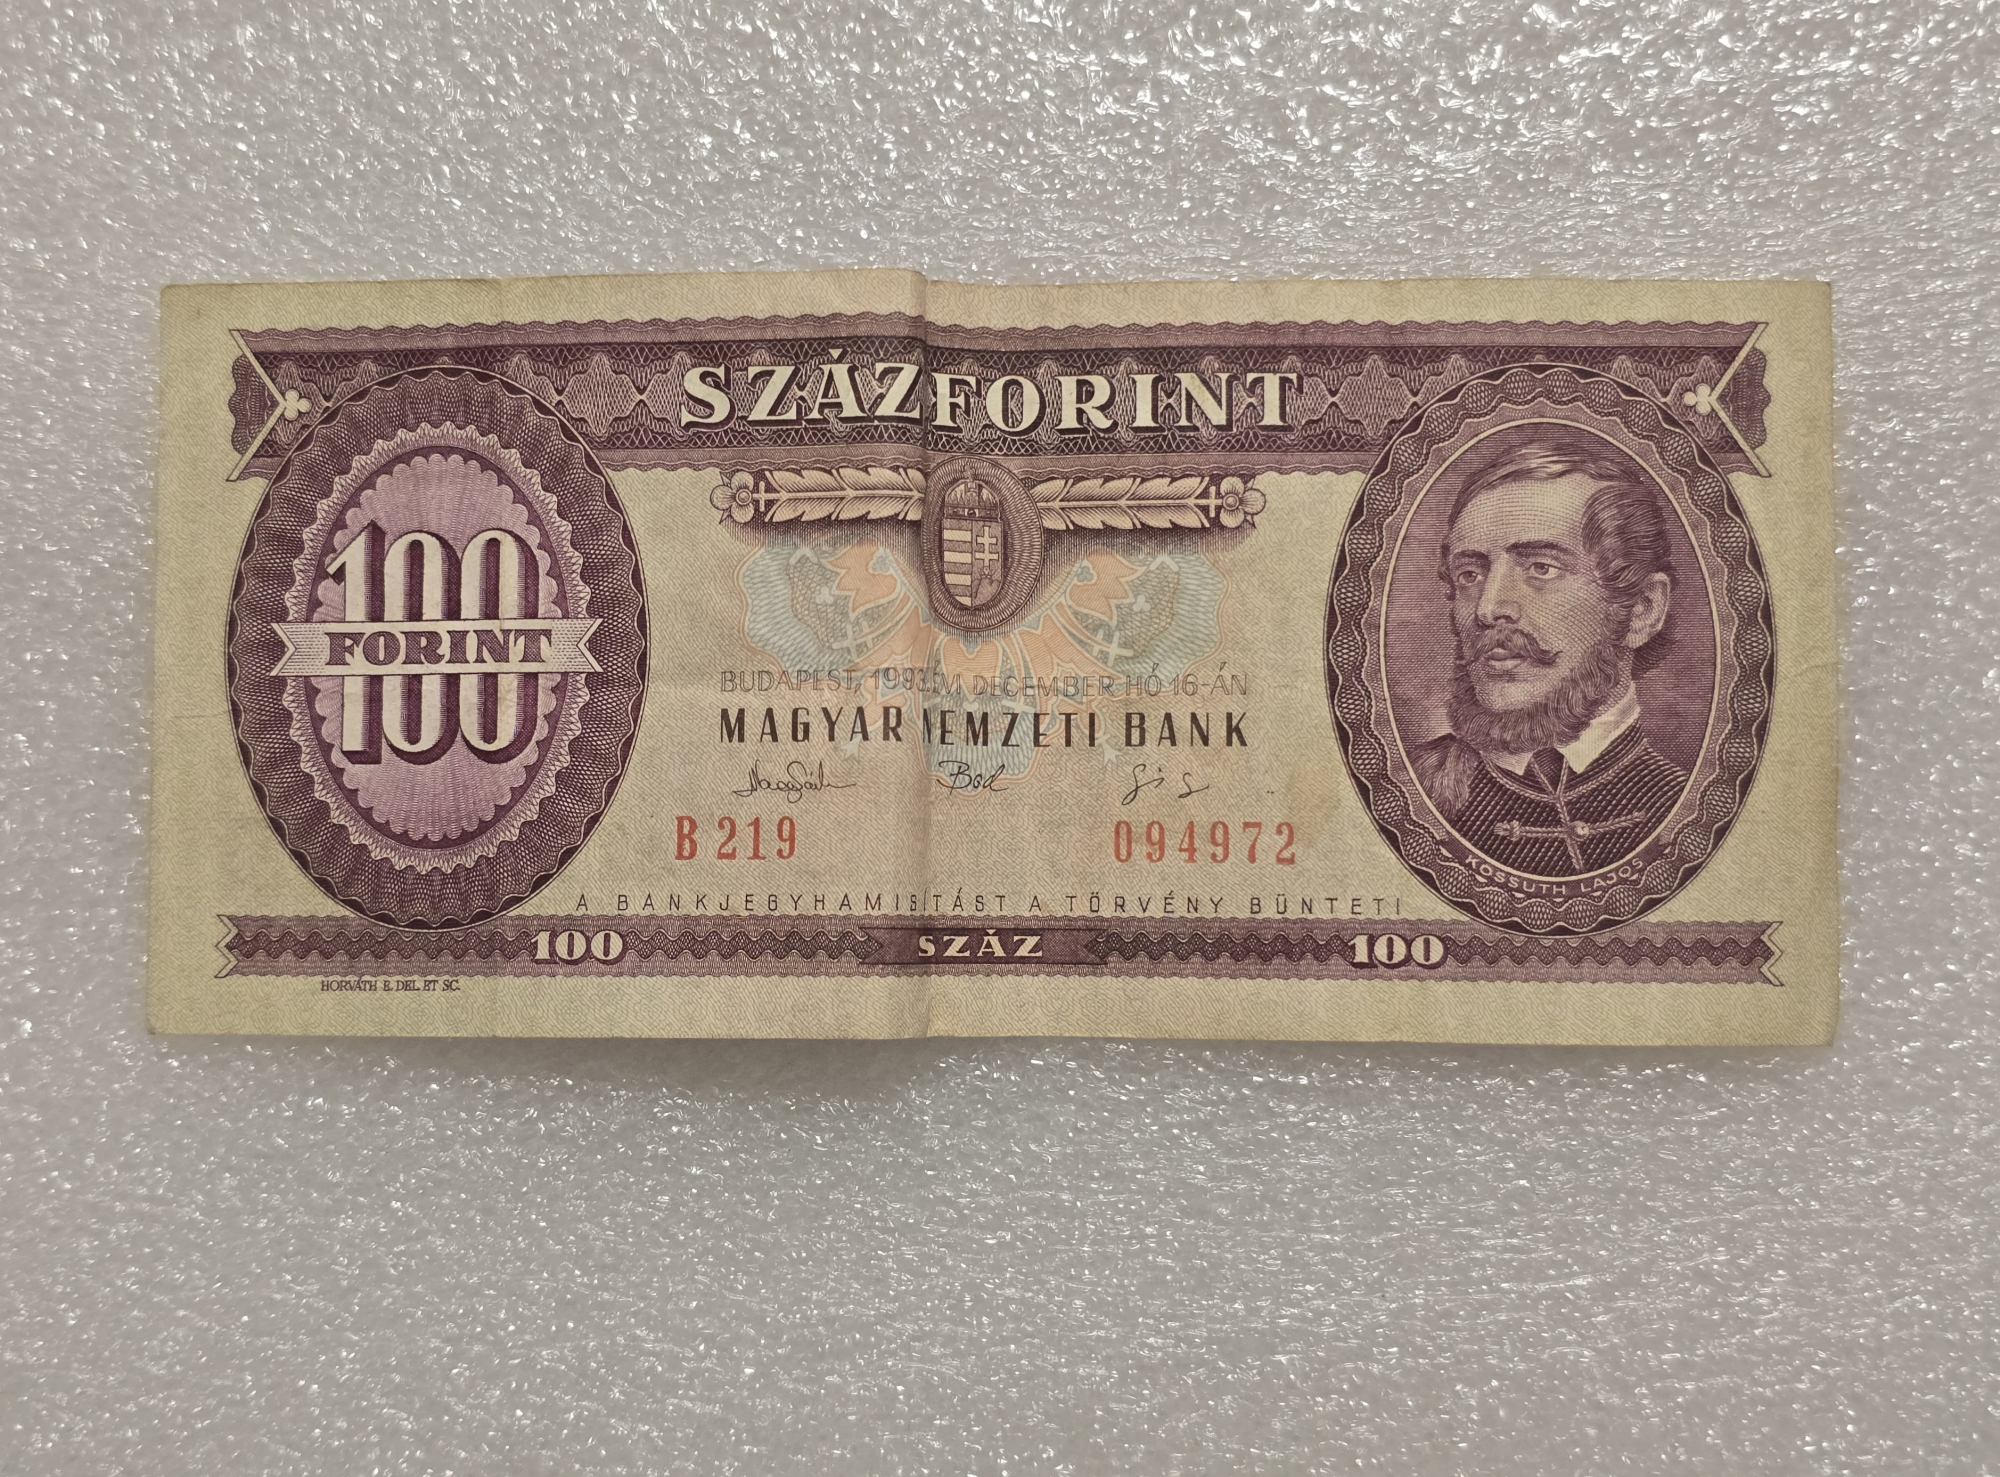 SZÁZFORINT
100
FORINT
100
BUDAPEST, 1993. ÉVI DECEMBER HÓ 16-ÁN
MAGYAR NEMZETI BANK
B 219 094972
KOSSUTH LAJOS
A BANKJEGYHAMISÍTÁST A TÖRVÉNY BÜNTETI
100 SZÁZ 100
HORVÁTH E. DEL. ET SC.